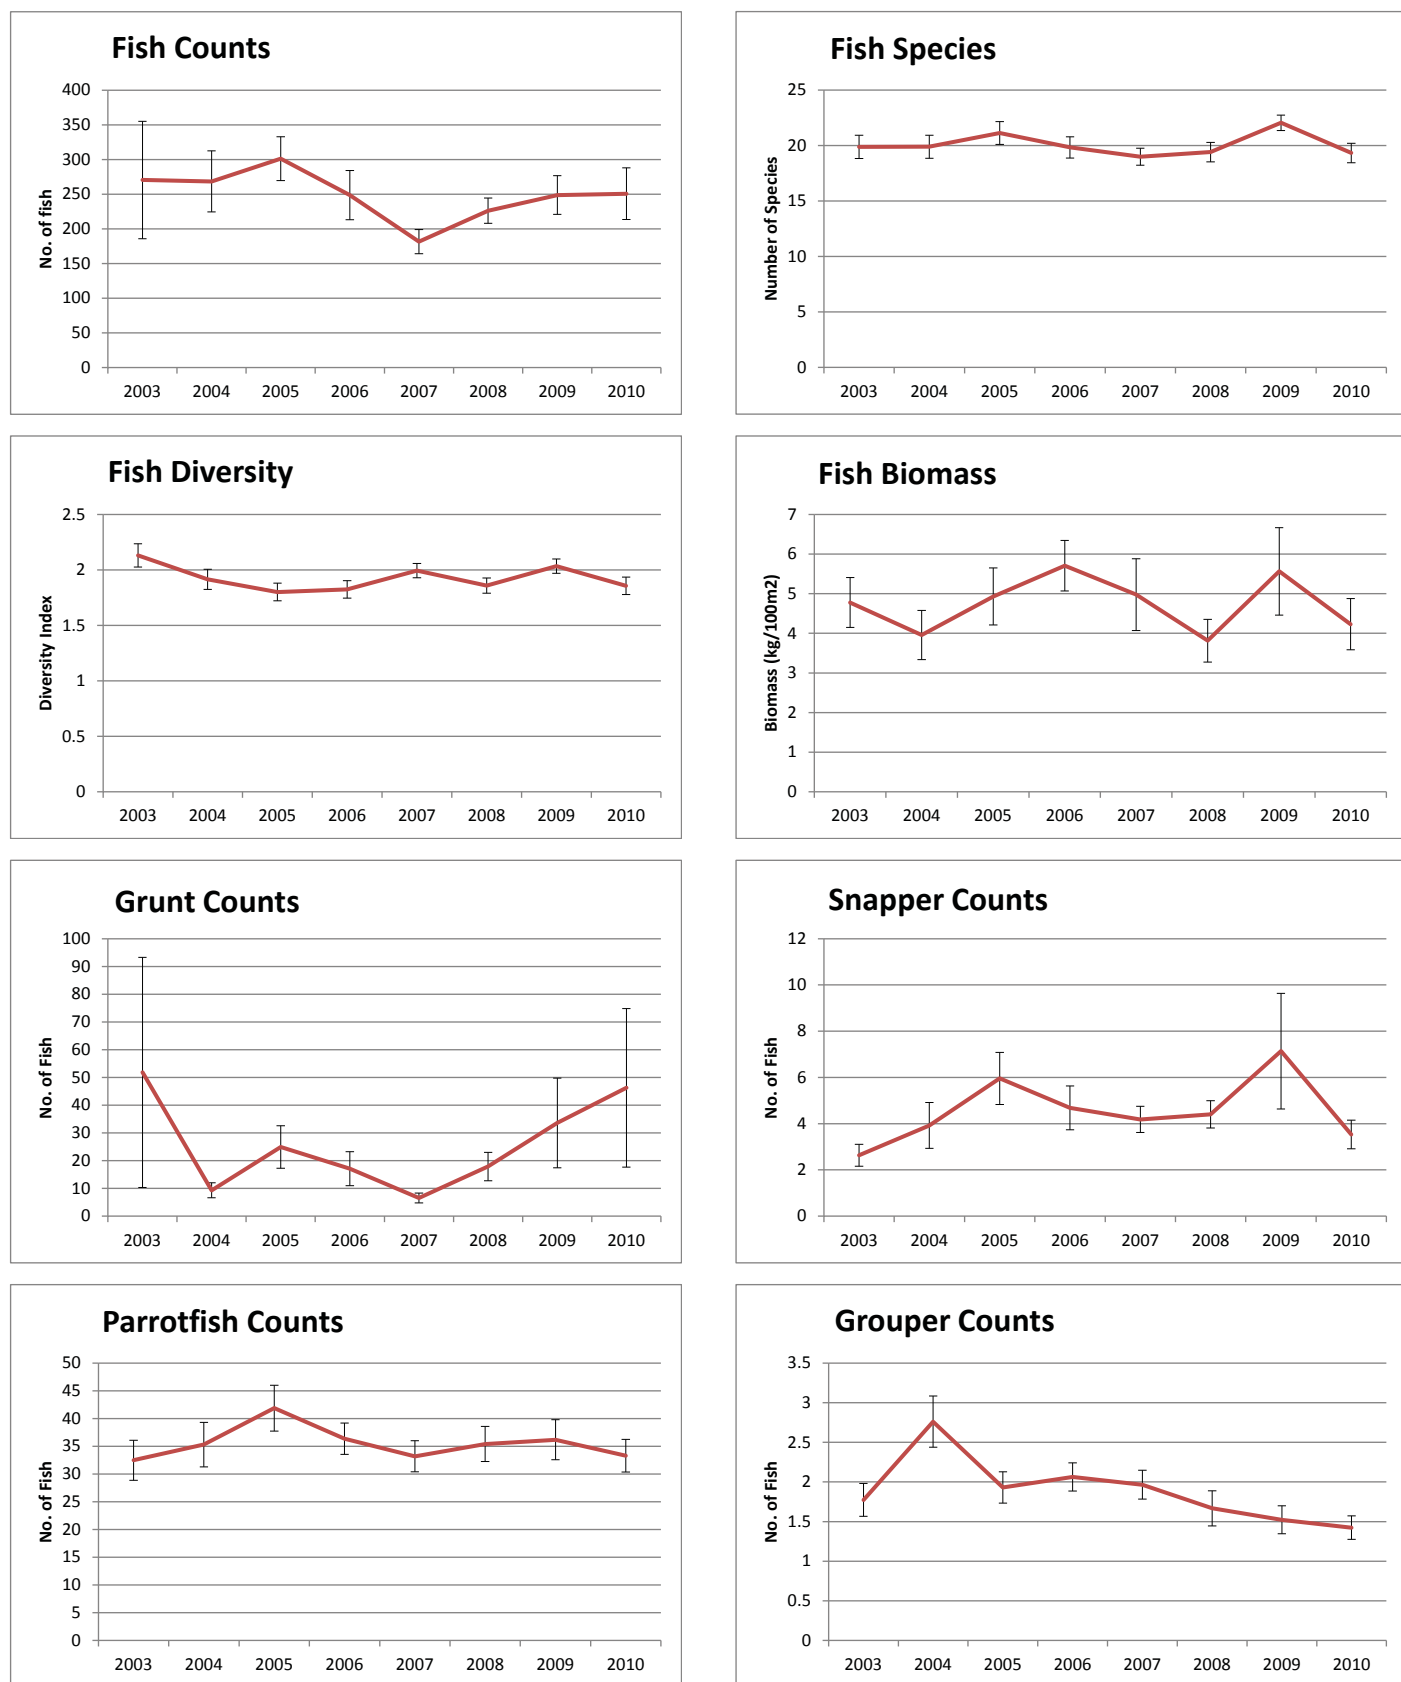 Fish Counts
No. of fish
400
350
300
250
200
150
100
50
0
2003 2004 2005 2006 2007 2008 2009 2010
Fish Species
Number of Species
25
20
15
10
5
0
2003 2004 2005 2006 2007 2008 2009 2010
Fish Diversity
Diversity Index
2.5
2
1.5
1
0.5
0
2003 2004 2005 2006 2007 2008 2009 2010
Fish Biomass
Biomass (kg/100m2)
7
6
5
4
3
2
1
0
2003 2004 2005 2006 2007 2008 2009 2010
Grunt Counts
No. of Fish
100
90
80
70
60
50
40
30
20
10
0
2003 2004 2005 2006 2007 2008 2009 2010
Snapper Counts
No. of Fish
12
10
8
6
4
2
0
2003 2004 2005 2006 2007 2008 2009 2010
Parrotfish Counts
No. of Fish
50
45
40
35
30
25
20
15
10
5
0
2003 2004 2005 2006 2007 2008 2009 2010
Grouper Counts
No. of Fish
3.5
3
2.5
2
1.5
1
0.5
0
2003 2004 2005 2006 2007 2008 2009 2010